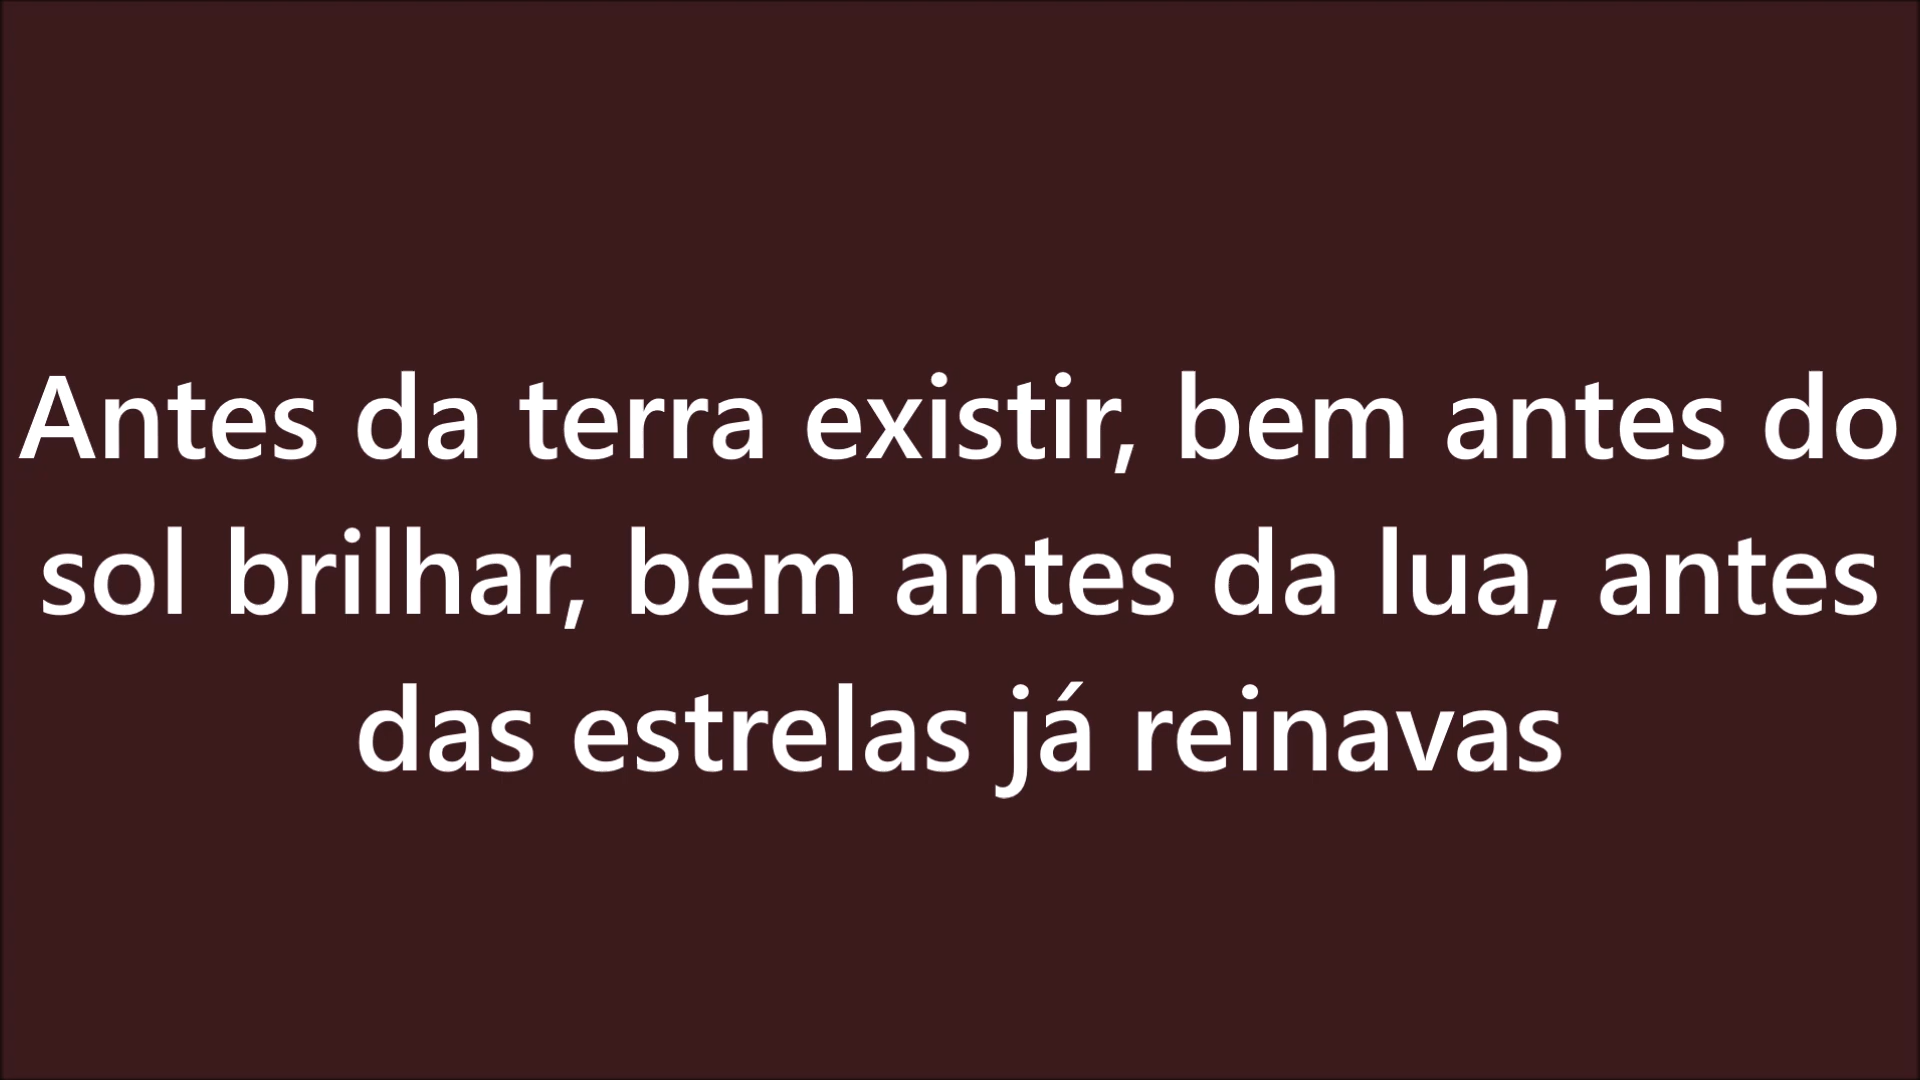 Antes da terra existir, bem antes do
sol brilhar, bem antes da lua, antes
das estrelas já reinavas